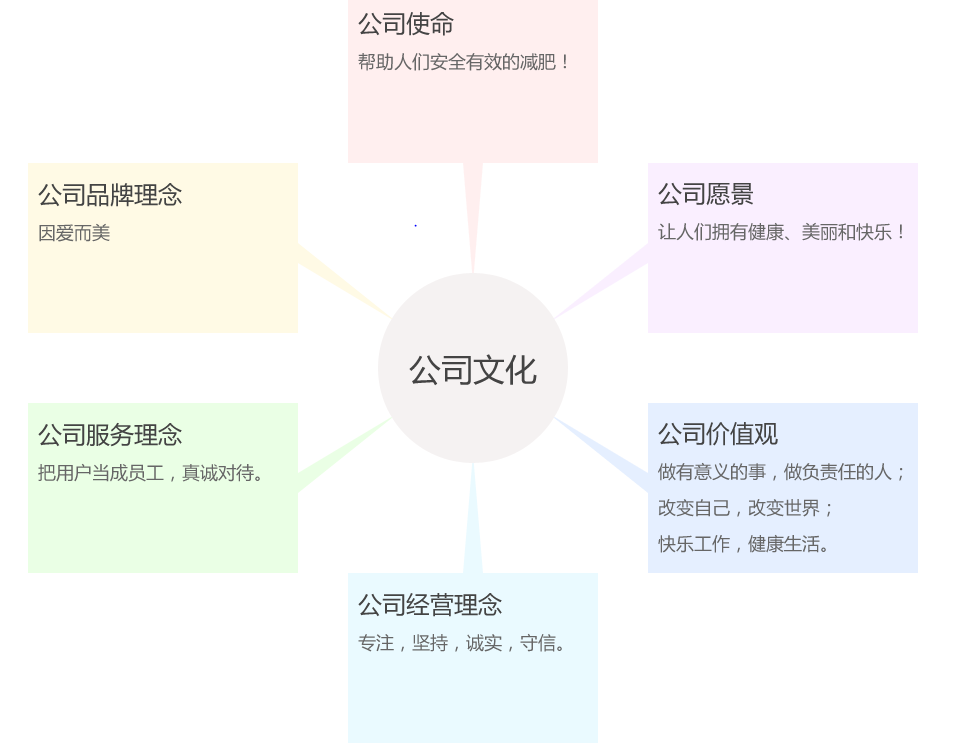 公司使命
帮助人们安全有效的减肥！
公司品牌理念
因爱而美
公司愿景
让人们拥有健康、美丽和快乐！
公司文化
公司服务理念
把用户当成员工，真诚对待。
公司价值观
做有意义的事，做负责任的人；
改变自己，改变世界；
快乐工作，健康生活。
公司经营理念
专注，坚持，诚实，守信。